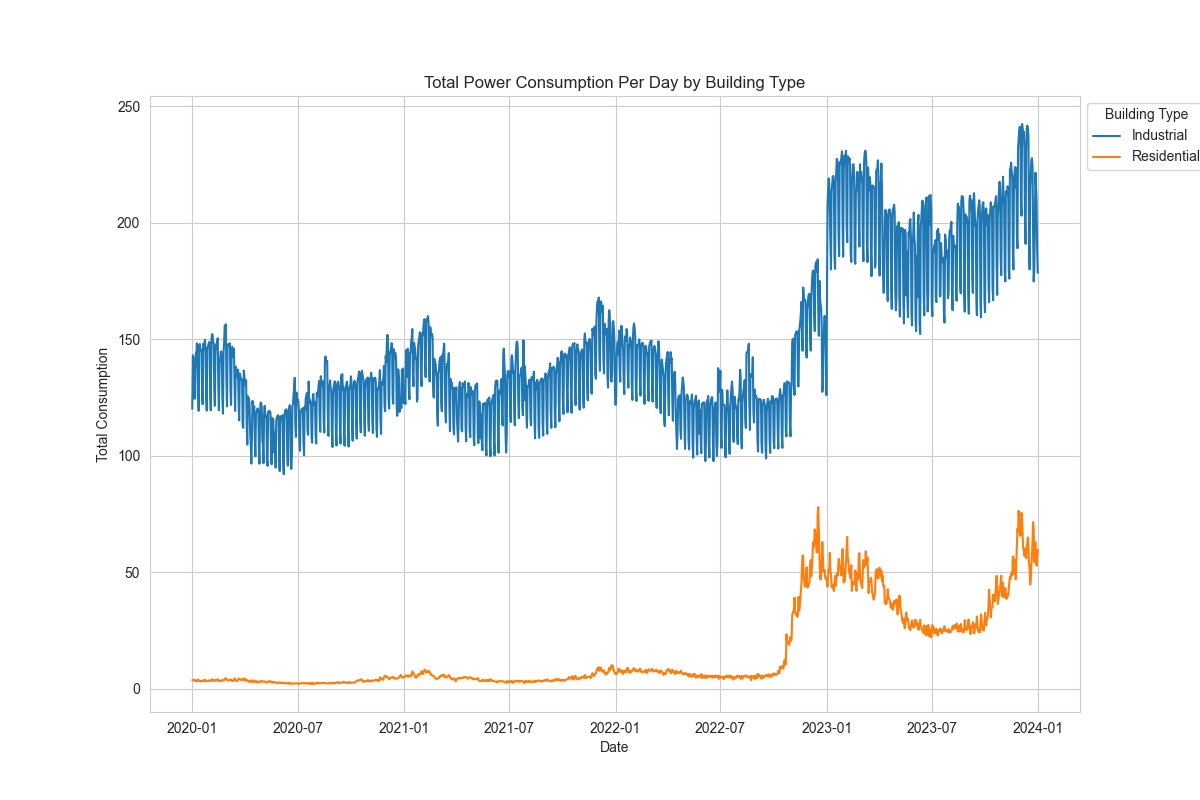 Total Power Consumption Per Day by Building Type
250
200
150
100
50
0
Total Consumption
2020-01
2020-07
2021-01
2021-07
2022-01
2022-07
2023-01
2023-07
2024-01
Date
Building Type
Industrial
Residential